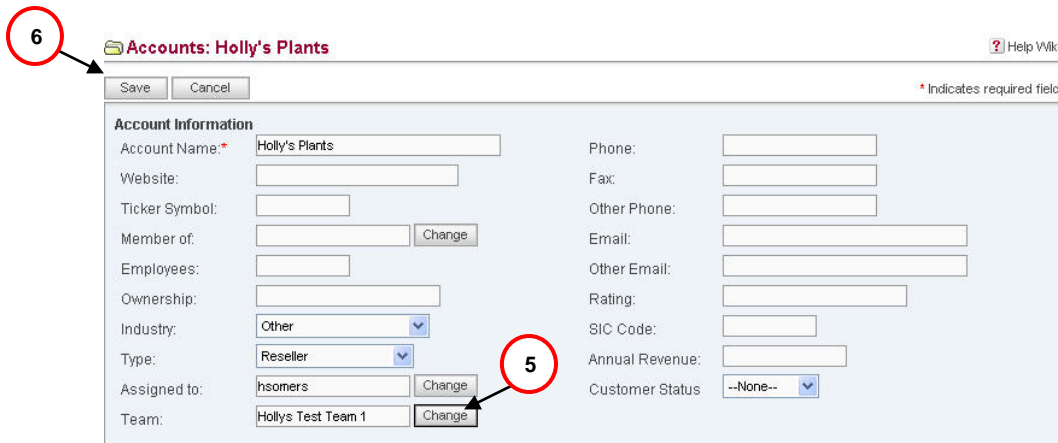 6
Accounts: Holly's Plants
? Help Wik
Save Cancel
* Indicates required field
Account Information
Account Name:* Holly's Plants Phone:
Website: Fax:
Ticker Symbol: Other Phone:
Member of: Change Email:
Employees: Other Email:
Ownership: Rating:
Industry: Other SIC Code:
Type: Reseller Annual Revenue:
5
Assigned to: hsomers Change Customer Status --None--
Team: Hollys Test Team 1 Change